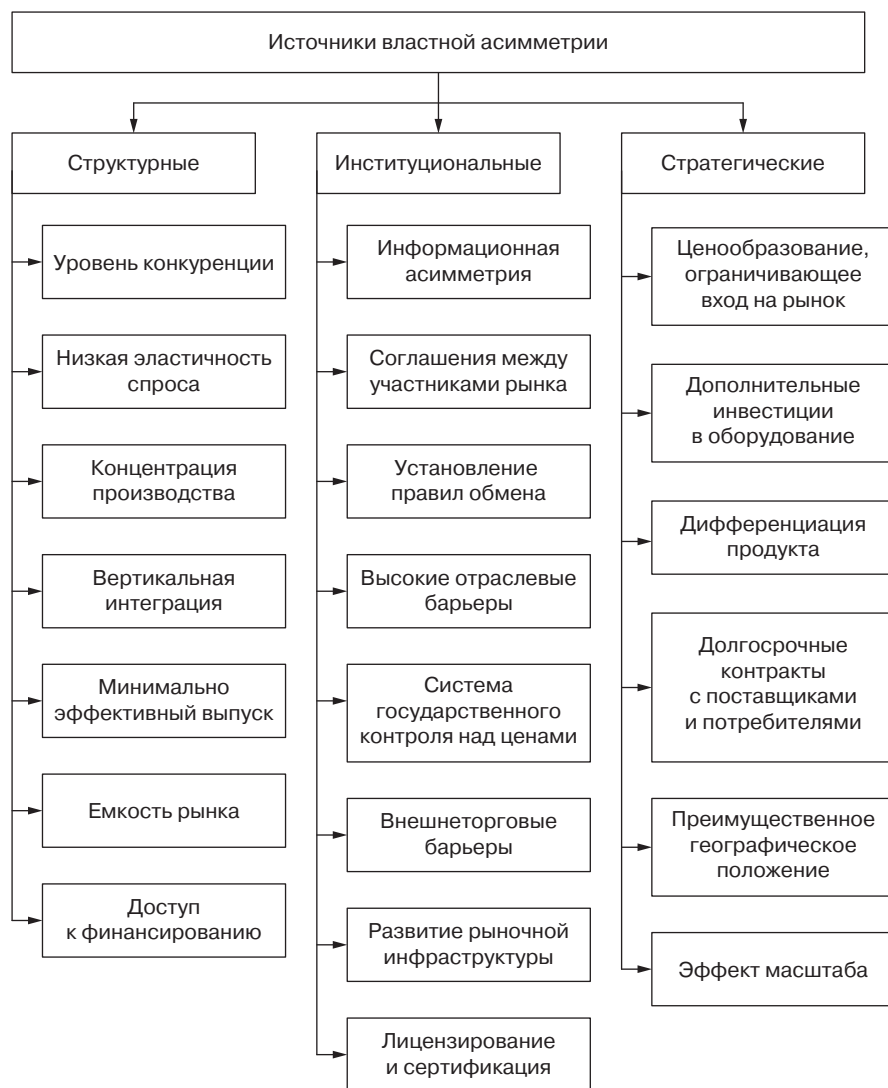 Источники властной асимметрии
Структурные
Уровень конкуренции
Низкая эластичность
спроса
Концентрация
производства
Вертикальная
интеграция
Минимально
эффективный выпуск
Емкость рынка
Доступ
к финансированию
Институциональные
Информационная
асимметрия
Соглашения между
участниками рынка
Установление
правил обмена
Высокие отраслевые
барьеры
Система
государственного
контроля над ценами
Внешнеторговые
барьеры
Развитие рыночной
инфраструктуры
Лицензирование
и сертификация
Стратегические
Ценообразование,
ограничивающее
вход на рынок
Дополнительные
инвестиции
в оборудование
Дифференциация
продукта
Долгосрочные
контракты
с поставщиками
и потребителями
Преимущественное
географическое
положение
Эффект масштаба